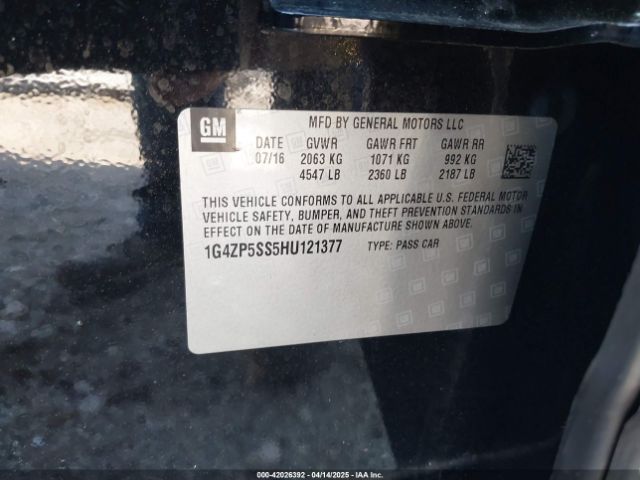 GM
MFD BY GENERAL MOTORS LLC
DATE GVWR GAWR FRT GAWR RR
07/16 2063 KG 1071 KG 992 KG
4547 LB 2360 LB 2187 LB
THIS VEHICLE CONFORMS TO ALL APPLICABLE U.S. FEDERAL MOTOR
VEHICLE SAFETY, BUMPER, AND THEFT PREVENTION STANDARDS IN
EFFECT ON THE DATE OF MANUFACTURE SHOWN ABOVE.
1G4ZP5SS5HU121377 TYPE: PASS CAR
000-42026392 - 04/14/2025 - IAAI.COM